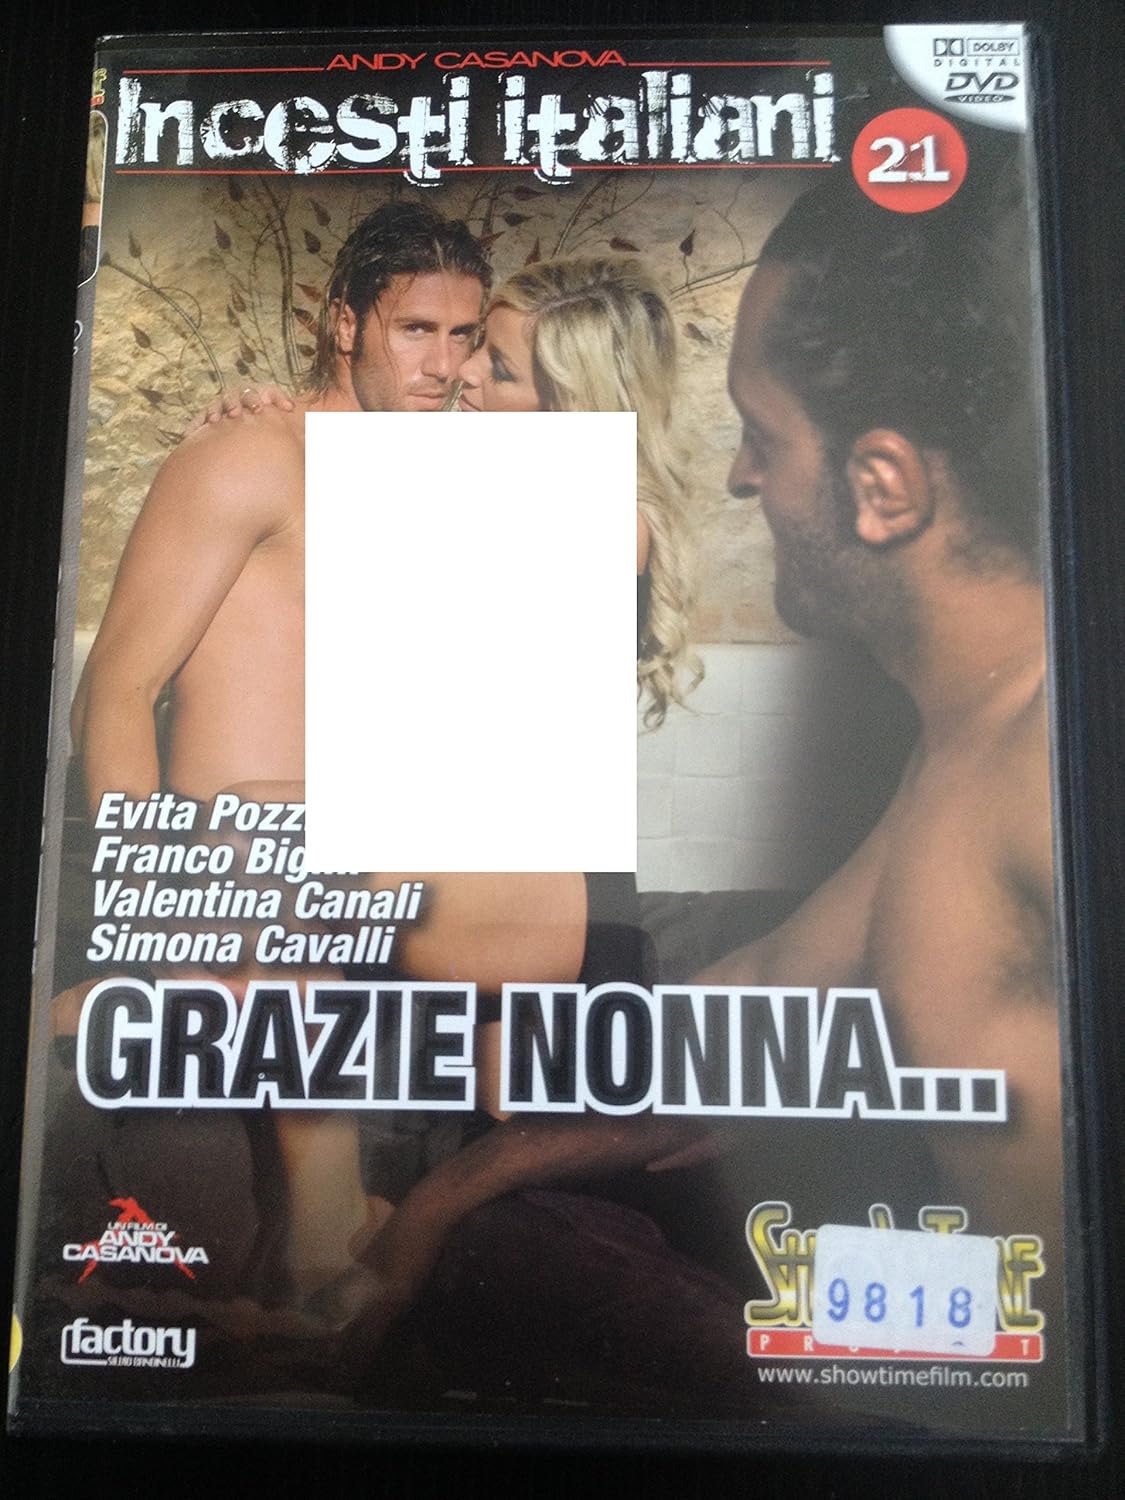 ANDY CASANOVA
Incesti italiani
21
DOLBY
DIGITAL
DVD
VIDEO
Evita
Franco
Valentina Canali
Simona Cavalli
GRAZIE NONNA...
UN FILM DI
ANDY
CASANOVA
factory
9818
www.showtimefilm.com